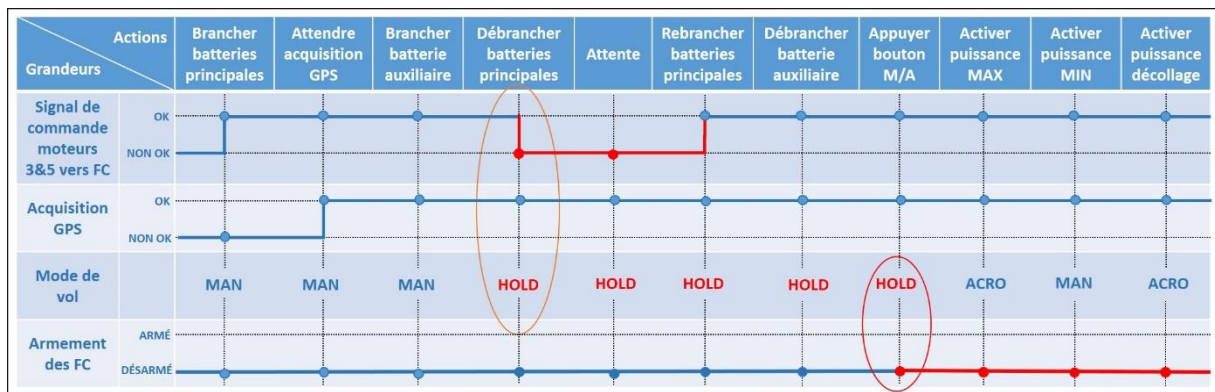 Actions
Grandeurs
Brancher batteries principales
Attendre acquisition GPS
Brancher batterie auxiliaire
Débrancher batteries principales
Attente
Rebrancher batteries principales
Débrancher batterie auxiliaire
Appuyer bouton M/A
Activer puissance MAX
Activer puissance MIN
Activer puissance décollage
Signal de commande moteurs 3&5 vers FC
OK
NON OK
Acquisition GPS
OK
NON OK
Mode de vol
MAN MAN MAN HOLD HOLD HOLD HOLD HOLD ACRO MAN ACRO
Armement des FC
ARMÉ
DÉSARMÉ